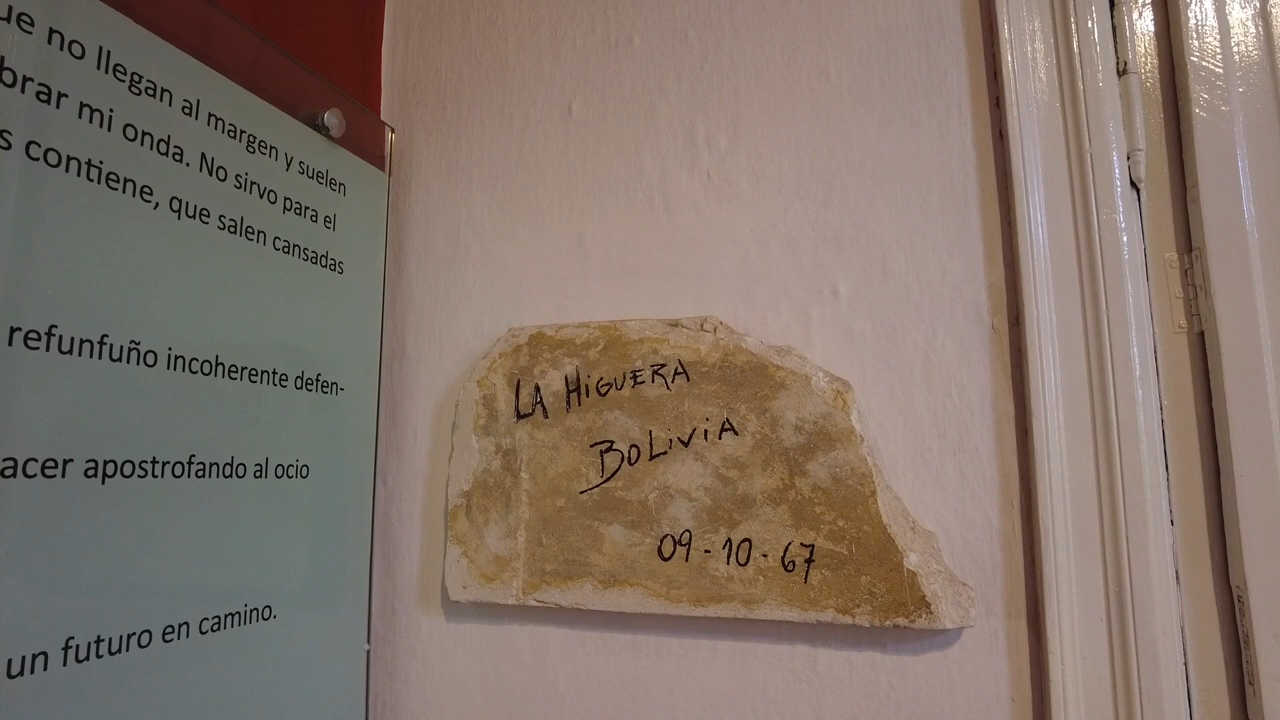 ue no llegan al margen y suelen
brar mi onda. No sirvo para el
s contiene, que salen cansadas
refunfuño incoherente defen-
acer apostrofando al ocio
un futuro en camino.
LA HiGUERA
BOLiViA
09-10-67